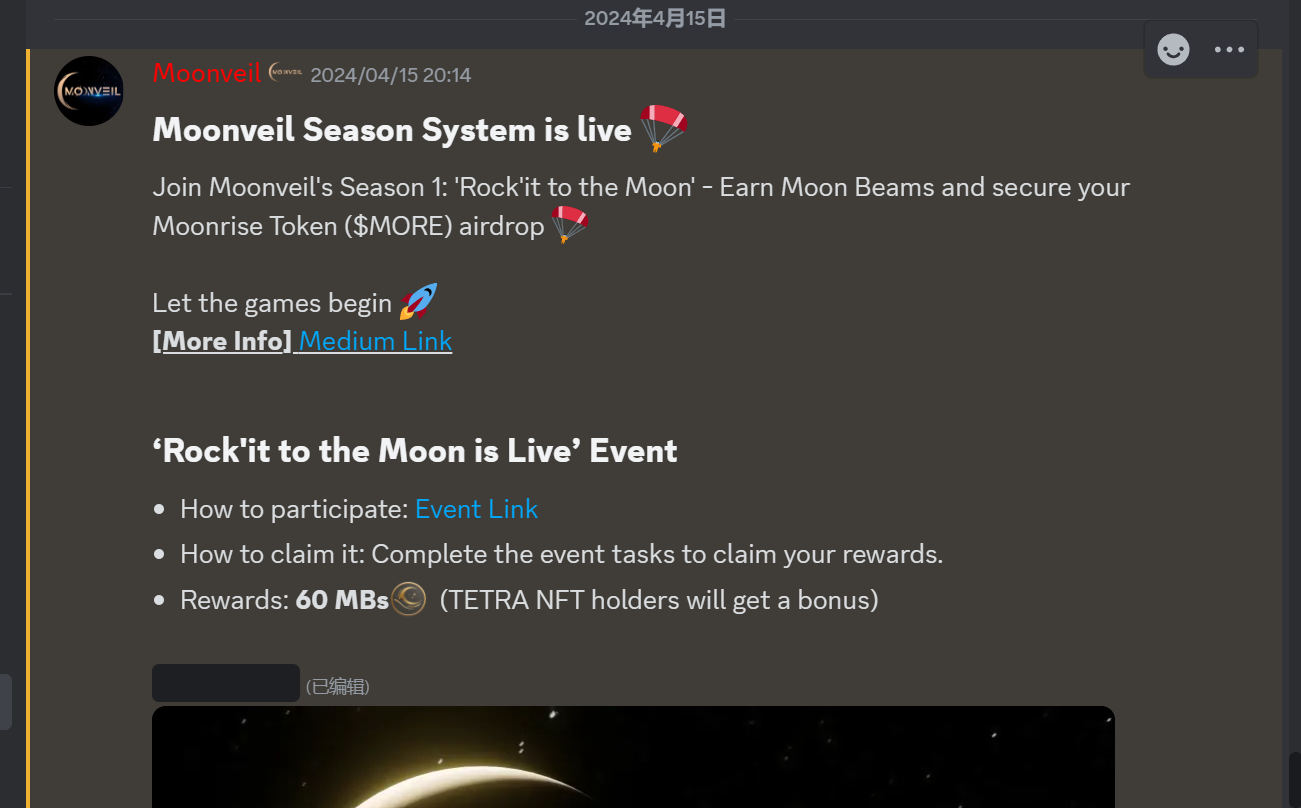 2024年4月15日
MOONVEIL
Moonveil MOONVEIL 2024/04/15 20:14
Moonveil Season System is live
Join Moonveil's Season 1: 'Rock'it to the Moon' - Earn Moon Beams and secure your
Moonrise Token ($MORE) airdrop
Let the games begin
[More Info] Medium Link
‘Rock'it to the Moon is Live’ Event
• How to participate: Event Link
• How to claim it: Complete the event tasks to claim your rewards.
• Rewards: 60 MBs (TETRA NFT holders will get a bonus)
(已编辑)